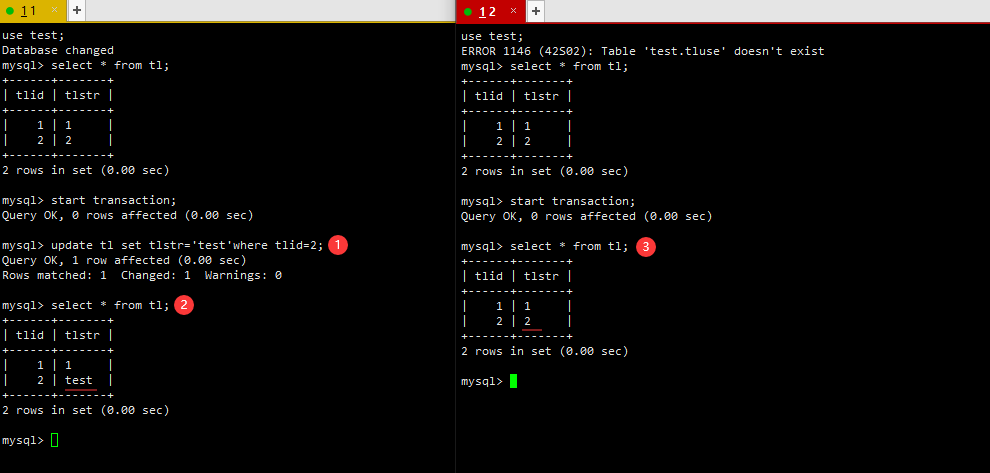 1 1 × +
use test;
Database changed
mysql> select * from tl;
+------+-------+
| tlid | tlstr |
+------+-------+
|    1 | 1     |
|    2 | 2     |
+------+-------+
2 rows in set (0.00 sec)
mysql> start transaction;
Query OK, 0 rows affected (0.00 sec)
mysql> update tl set tlstr='test'where tlid=2; 1
Query OK, 1 row affected (0.00 sec)
Rows matched: 1  Changed: 1  Warnings: 0
mysql> select * from tl; 2
+------+-------+
| tlid | tlstr |
+------+-------+
|    1 | 1     |
|    2 | test  |
+------+-------+
2 rows in set (0.00 sec)
mysql>
1 2 × +
use test;
ERROR 1146 (42S02): Table 'test.tluse' doesn't exist
mysql> select * from tl;
+------+-------+
| tlid | tlstr |
+------+-------+
|    1 | 1     |
|    2 | 2     |
+------+-------+
2 rows in set (0.00 sec)
mysql> start transaction;
Query OK, 0 rows affected (0.00 sec)
mysql> select * from tl; 3
+------+-------+
| tlid | tlstr |
+------+-------+
|    1 | 1     |
|    2 | 2     |
+------+-------+
2 rows in set (0.00 sec)
mysql>